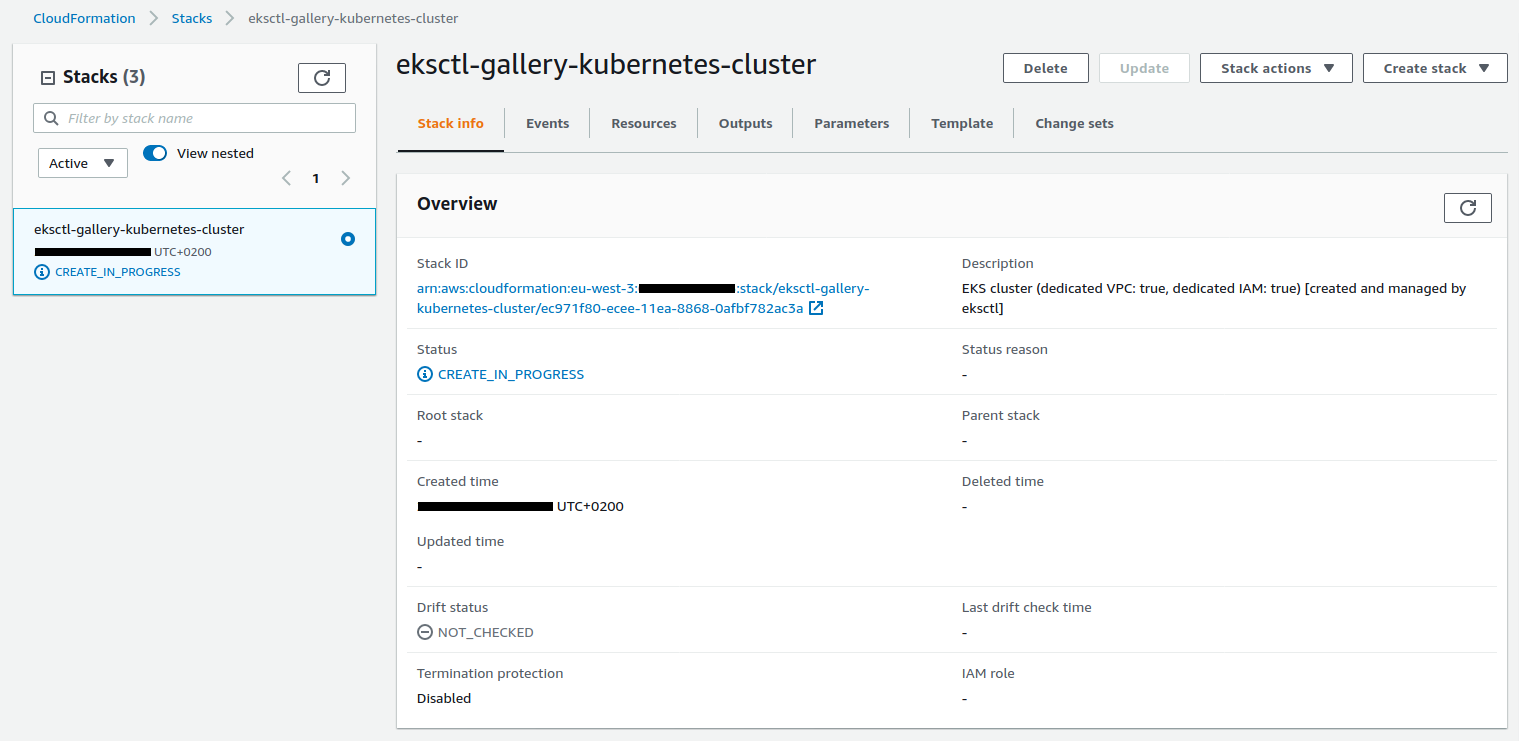 CloudFormation > Stacks > eksctl-gallery-kubernetes-cluster
Stacks (3)
Filter by stack name
Active
View nested
1
eksctl-gallery-kubernetes-cluster
UTC+0200
CREATE_IN_PROGRESS
eksctl-gallery-kubernetes-cluster
Delete
Update
Stack actions
Create stack
Stack info
Events
Resources
Outputs
Parameters
Template
Change sets
Overview
Stack ID
arn:aws:cloudformation:eu-west-3: :stack/eksctl-gallery-
kubernetes-cluster/ec971f80-ecee-11ea-8868-0afbf782ac3a
Description
EKS cluster (dedicated VPC: true, dedicated IAM: true) [created and managed by
eksctl]
Status
CREATE_IN_PROGRESS
Status reason
-
Root stack
-
Parent stack
-
Created time
UTC+0200
Deleted time
-
Updated time
-
Drift status
NOT_CHECKED
Last drift check time
-
Termination protection
Disabled
IAM role
-